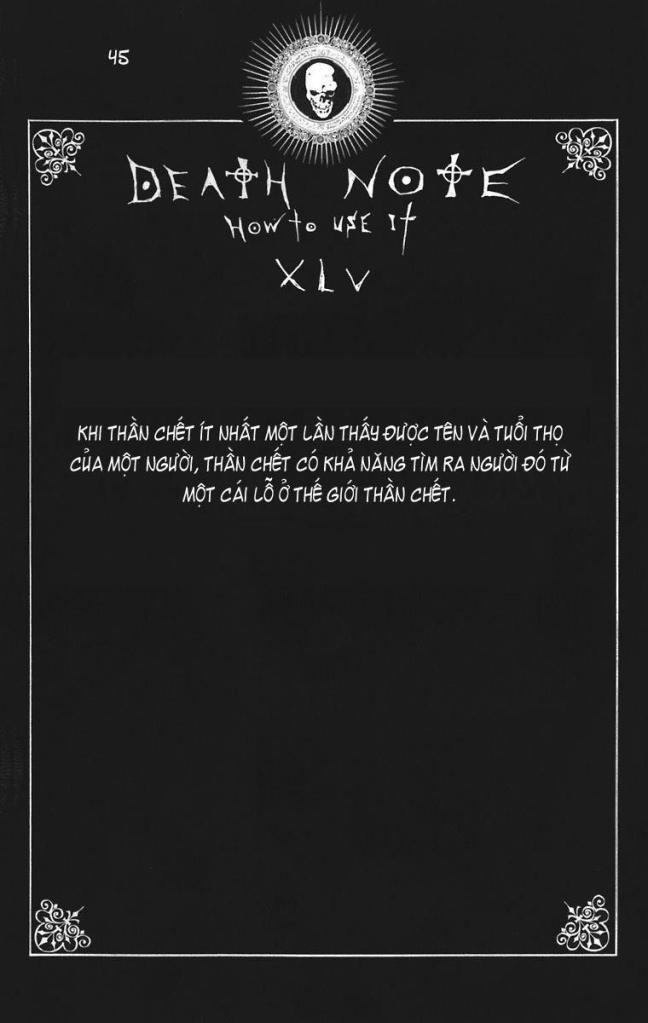 45
DEATH NOTE
HOW to USE It
XLV
KHI THẦN CHẾT ÍT NHẤT MỘT LẦN THẤY ĐƯỢC TÊN VÀ TUỔI THỌ
CỦA MỘT NGƯỜI, THẦN CHẾT CÓ KHẢ NĂNG TÌM RA NGƯỜI ĐÓ TỪ
MỘT CÁI LỖ Ở THẾ GIỚI THẦN CHẾT.